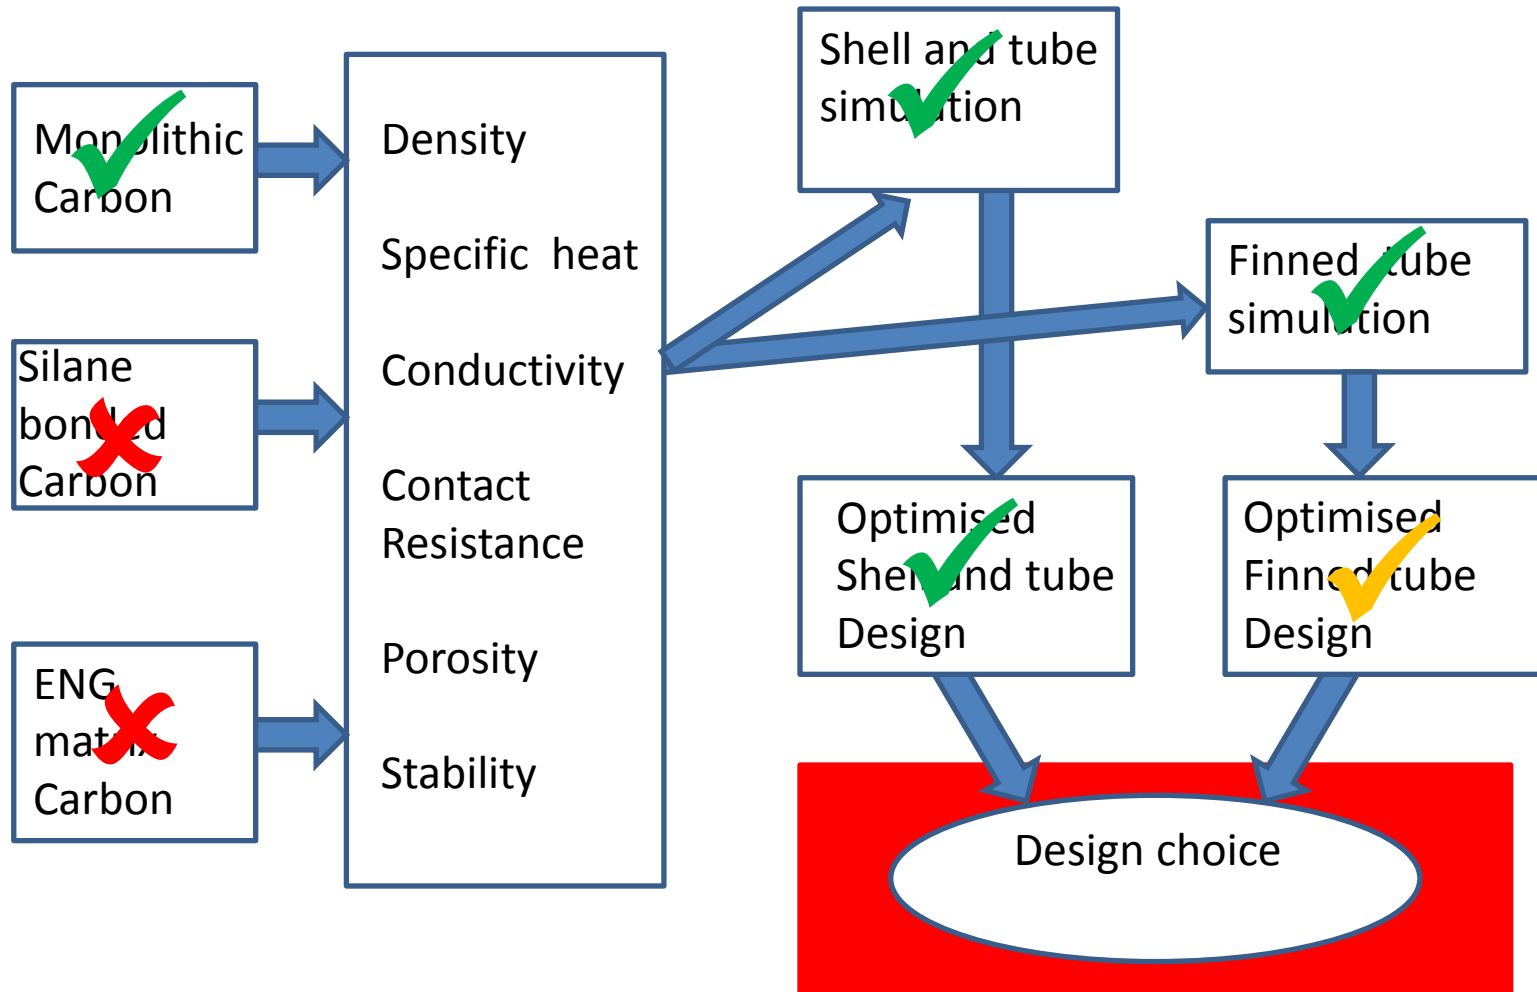 Monolithic
Carbon
Silane
bonded
Carbon
ENG
matrix
Carbon
Density
Specific  heat
Conductivity
Contact
Resistance
Porosity
Stability
Shell and tube
simulation
Finned  tube
simulation
Optimised
Shell and tube
Design
Optimised
Finned tube
Design
Design choice